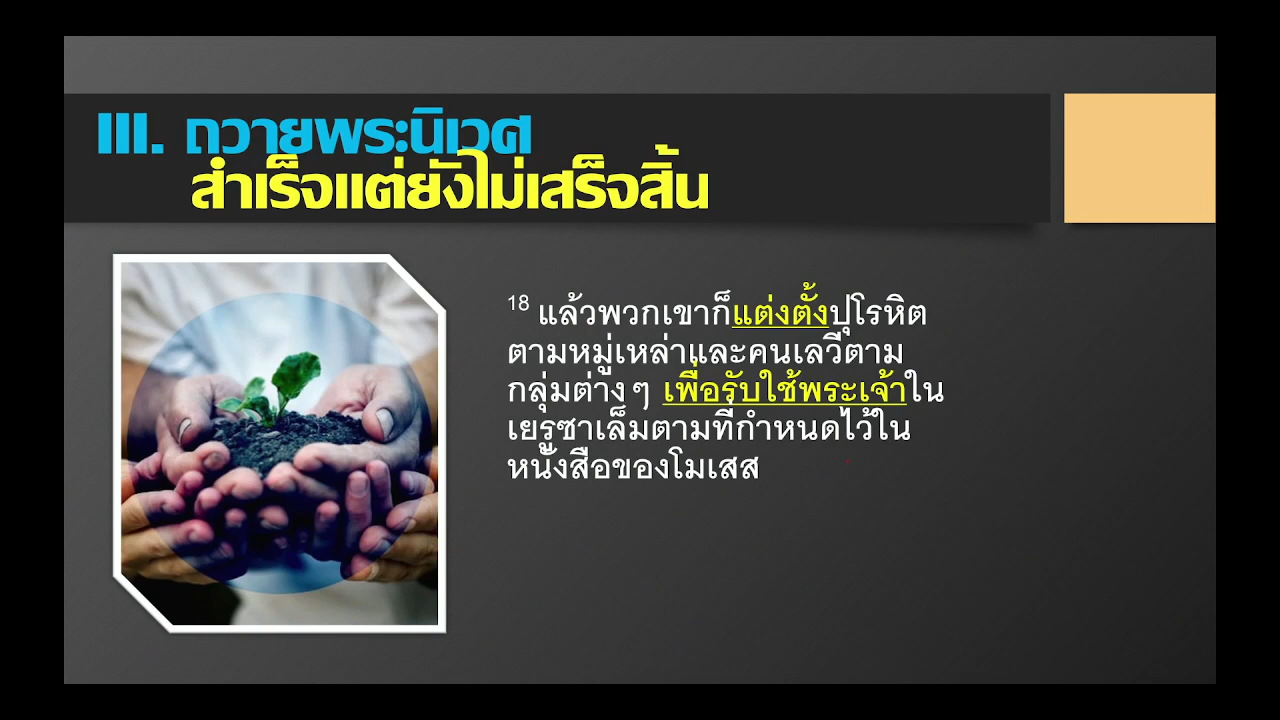 III. ถวายพระนิเวศ
สำเร็จแต่ยังไม่เสร็จสิ้น
18 แล้วพวกเขาก็แต่งตั้งปุโรหิต
ตามหมู่เหล่าและคนเลวีตาม
กลุ่มต่าง ๆ เพื่อรับใช้พระเจ้าใน
เยรูซาเล็มตามที่กำหนดไว้ใน
หนังสือของโมเสส